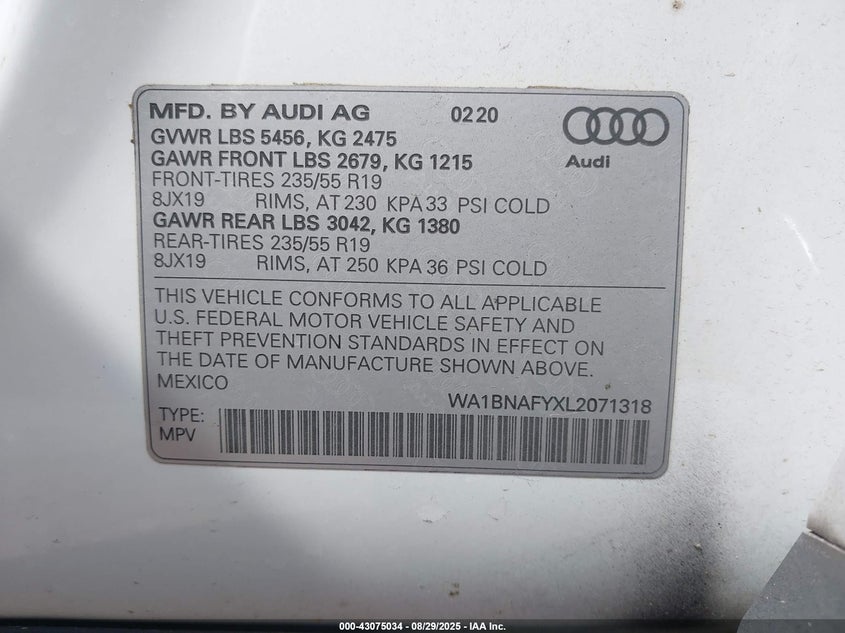 MFD. BY AUDI AG 02 20
GVWR LBS 5456, KG 2475
GAWR FRONT LBS 2679, KG 1215
Audi
FRONT-TIRES 235/55 R19
8JX19 RIMS, AT 230 KPA 33 PSI COLD
GAWR REAR LBS 3042, KG 1380
REAR-TIRES 235/55 R19
8JX19 RIMS, AT 250 KPA 36 PSI COLD
THIS VEHICLE CONFORMS TO ALL APPLICABLE
U.S. FEDERAL MOTOR VEHICLE SAFETY AND
THEFT PREVENTION STANDARDS IN EFFECT ON
THE DATE OF MANUFACTURE SHOWN ABOVE.
MEXICO
WA1BNAFYXL2071318
TYPE:
MPV
000-43075034 - 08/29/2025 - IAA Inc.